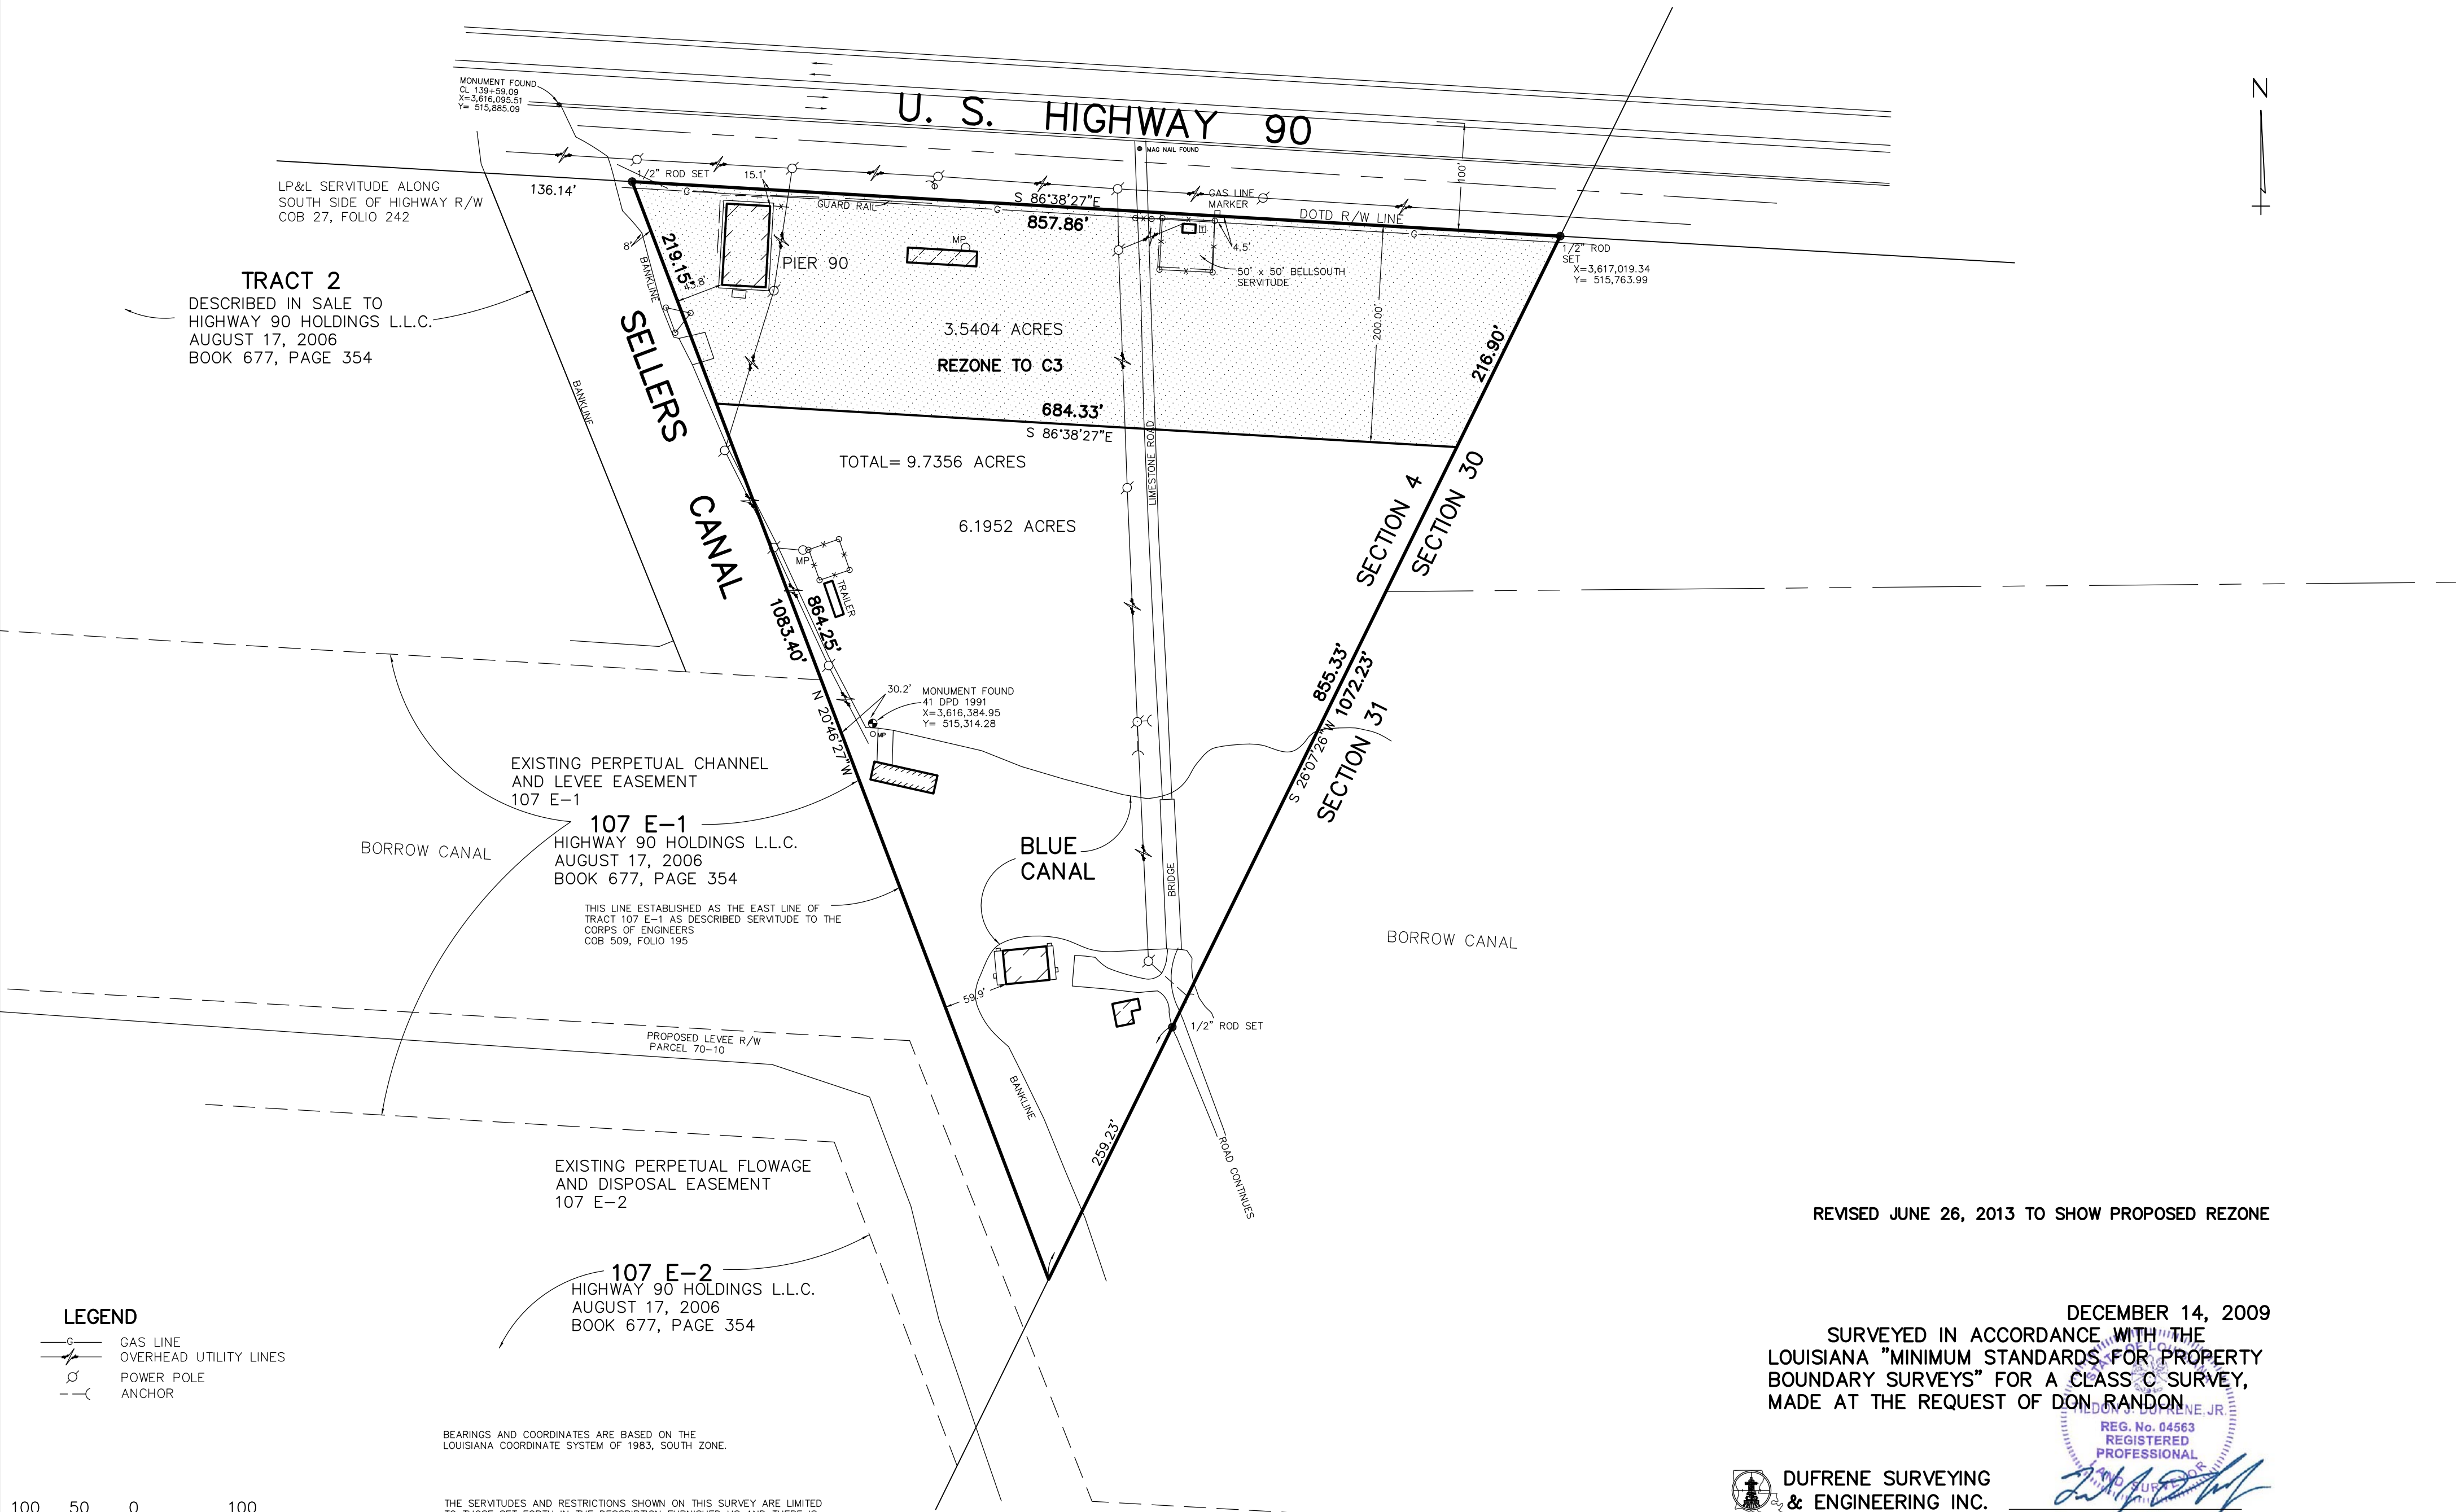 MONUMENT FOUND
CL 139+59.09
X=3,616,095.51
Y= 515,885.09
U. S. HIGHWAY 90
N
MAG NAIL FOUND
100'
LP&L SERVITUDE ALONG
SOUTH SIDE OF HIGHWAY R/W
COB 27, FOLIO 242
136.14'
1/2" ROD SET
15.1'
G
GUARD RAIL
G
S 86°38'27"E
857.86'
GAS LINE
MARKER
DOTD R/W LINE
G
1/2" ROD
SET
X=3,617,019.34
Y= 515,763.99
8'
BANKLINE
219.15'
43.8'
PIER 90
MP
T
4.5'
50' x 50' BELLSOUTH
SERVITUDE
200.00'
216.90'
TRACT 2
DESCRIBED IN SALE TO
HIGHWAY 90 HOLDINGS L.L.C.
AUGUST 17, 2006
BOOK 677, PAGE 354
BANKLINE
SELLERS CANAL
3.5404 ACRES
REZONE TO C3
684.33'
S 86°38'27"E
LIMESTONE ROAD
TOTAL= 9.7356 ACRES
6.1952 ACRES
SECTION 4
SECTION 30
MP
TRAILER
864.25'
1083.40'
N 20°46'27"W
855.33'
1072.23'
S 26°07'26"W
SECTION 31
30.2'
MONUMENT FOUND
41 DPD 1991
X=3,616,384.95
Y= 515,314.28
MP
EXISTING PERPETUAL CHANNEL
AND LEVEE EASEMENT
107 E-1
107 E-1
HIGHWAY 90 HOLDINGS L.L.C.
AUGUST 17, 2006
BOOK 677, PAGE 354
BORROW CANAL
THIS LINE ESTABLISHED AS THE EAST LINE OF
TRACT 107 E-1 AS DESCRIBED SERVITUDE TO THE
CORPS OF ENGINEERS
COB 509, FOLIO 195
BLUE
CANAL
BRIDGE
BORROW CANAL
59.9'
1/2" ROD SET
PROPOSED LEVEE R/W
PARCEL 70-10
BANKLINE
259.23'
ROAD CONTINUES
EXISTING PERPETUAL FLOWAGE
AND DISPOSAL EASEMENT
107 E-2
107 E-2
HIGHWAY 90 HOLDINGS L.L.C.
AUGUST 17, 2006
BOOK 677, PAGE 354
REVISED JUNE 26, 2013 TO SHOW PROPOSED REZONE
LEGEND
G GAS LINE
OVERHEAD UTILITY LINES
POWER POLE
ANCHOR
DECEMBER 14, 2009
SURVEYED IN ACCORDANCE WITH THE
LOUISIANA "MINIMUM STANDARDS FOR PROPERTY
BOUNDARY SURVEYS" FOR A CLASS C SURVEY,
MADE AT THE REQUEST OF DON RANDON
STATE OF LOUISIANA
J. DUFRENE, JR.
REG. No. 04563
REGISTERED
PROFESSIONAL
LAND SURVEYOR
BEARINGS AND COORDINATES ARE BASED ON THE
LOUISIANA COORDINATE SYSTEM OF 1983, SOUTH ZONE.
DUFRENE SURVEYING
& ENGINEERING INC.
100 50 0 100
THE SERVITUDES AND RESTRICTIONS SHOWN ON THIS SURVEY ARE LIMITED